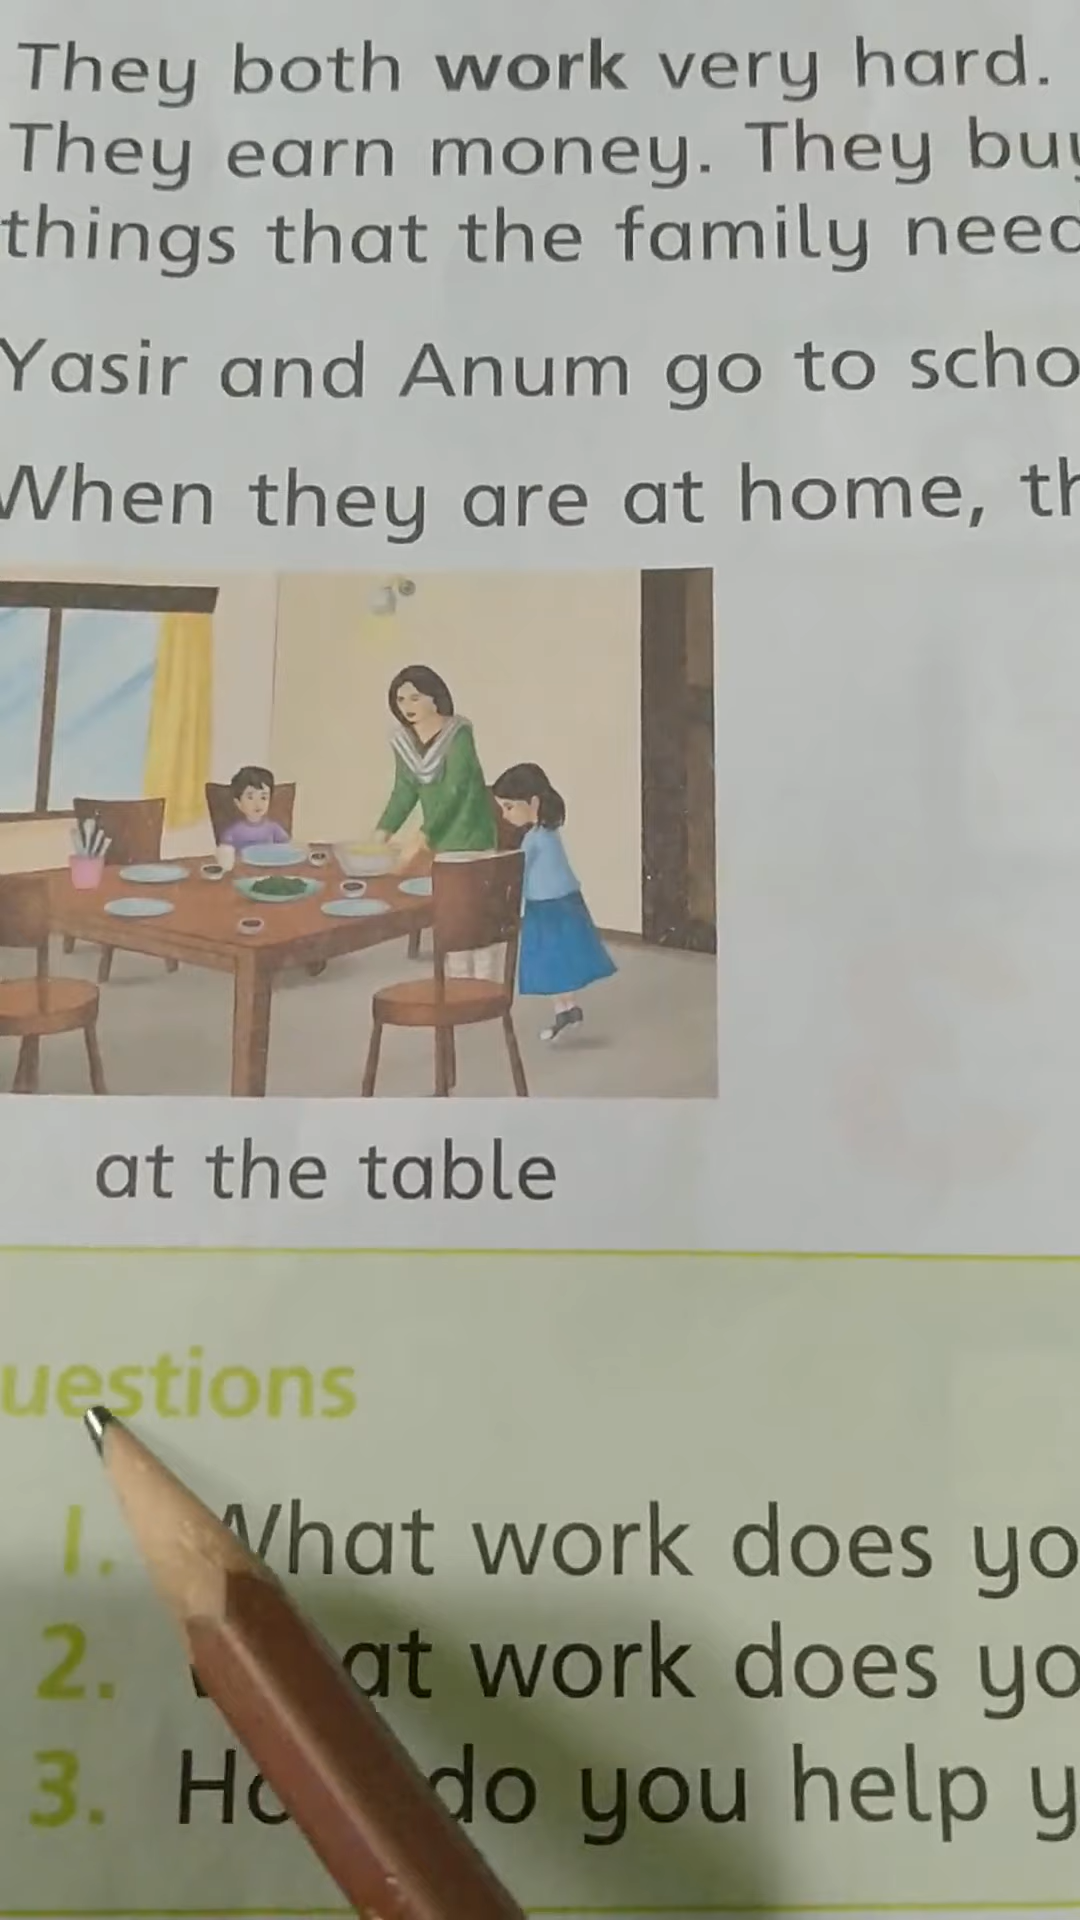 They both work very hard.
They earn money. They buy
things that the family need
Yasir and Anum go to scho
When they are at home, th
at the table
uestions
1. What work does yo
2. at work does yo
3. do you help y